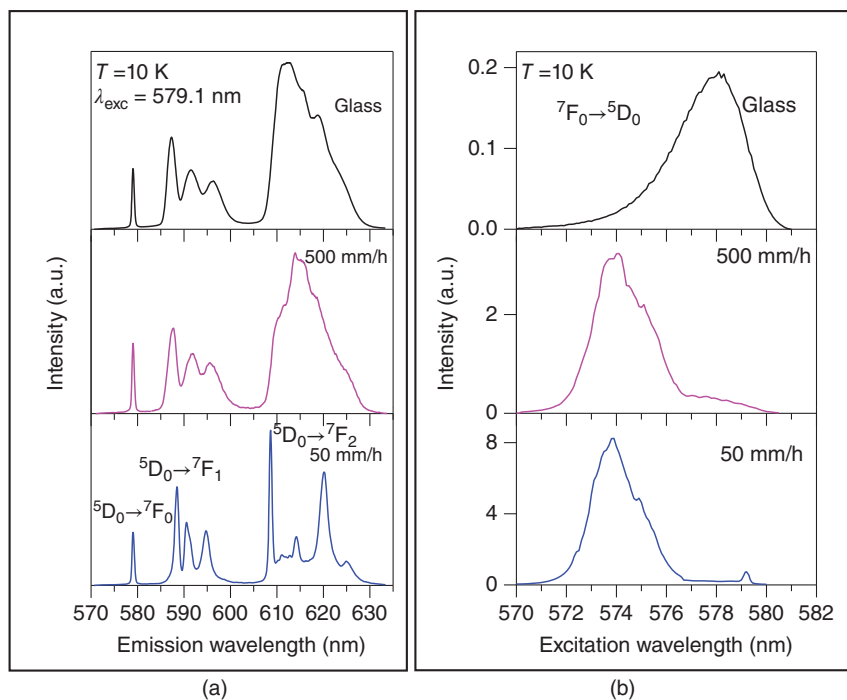 T =10 K
λexc = 579.1 nm
Glass
500 mm/h
⁵D₀→⁷F₂
50 mm/h
⁵D₀→⁷F₁
⁵D₀→⁷F₀
570 580 590 600 610 620 630
Emission wavelength (nm)
Intensity (a.u.)
(a)
0.2
T =10 K
⁷F₀→⁵D₀
Glass
0.1
0.0
500 mm/h
2
0
8
50 mm/h
4
0
570 572 574 576 578 580 582
Excitation wavelength (nm)
Intensity (a.u.)
(b)